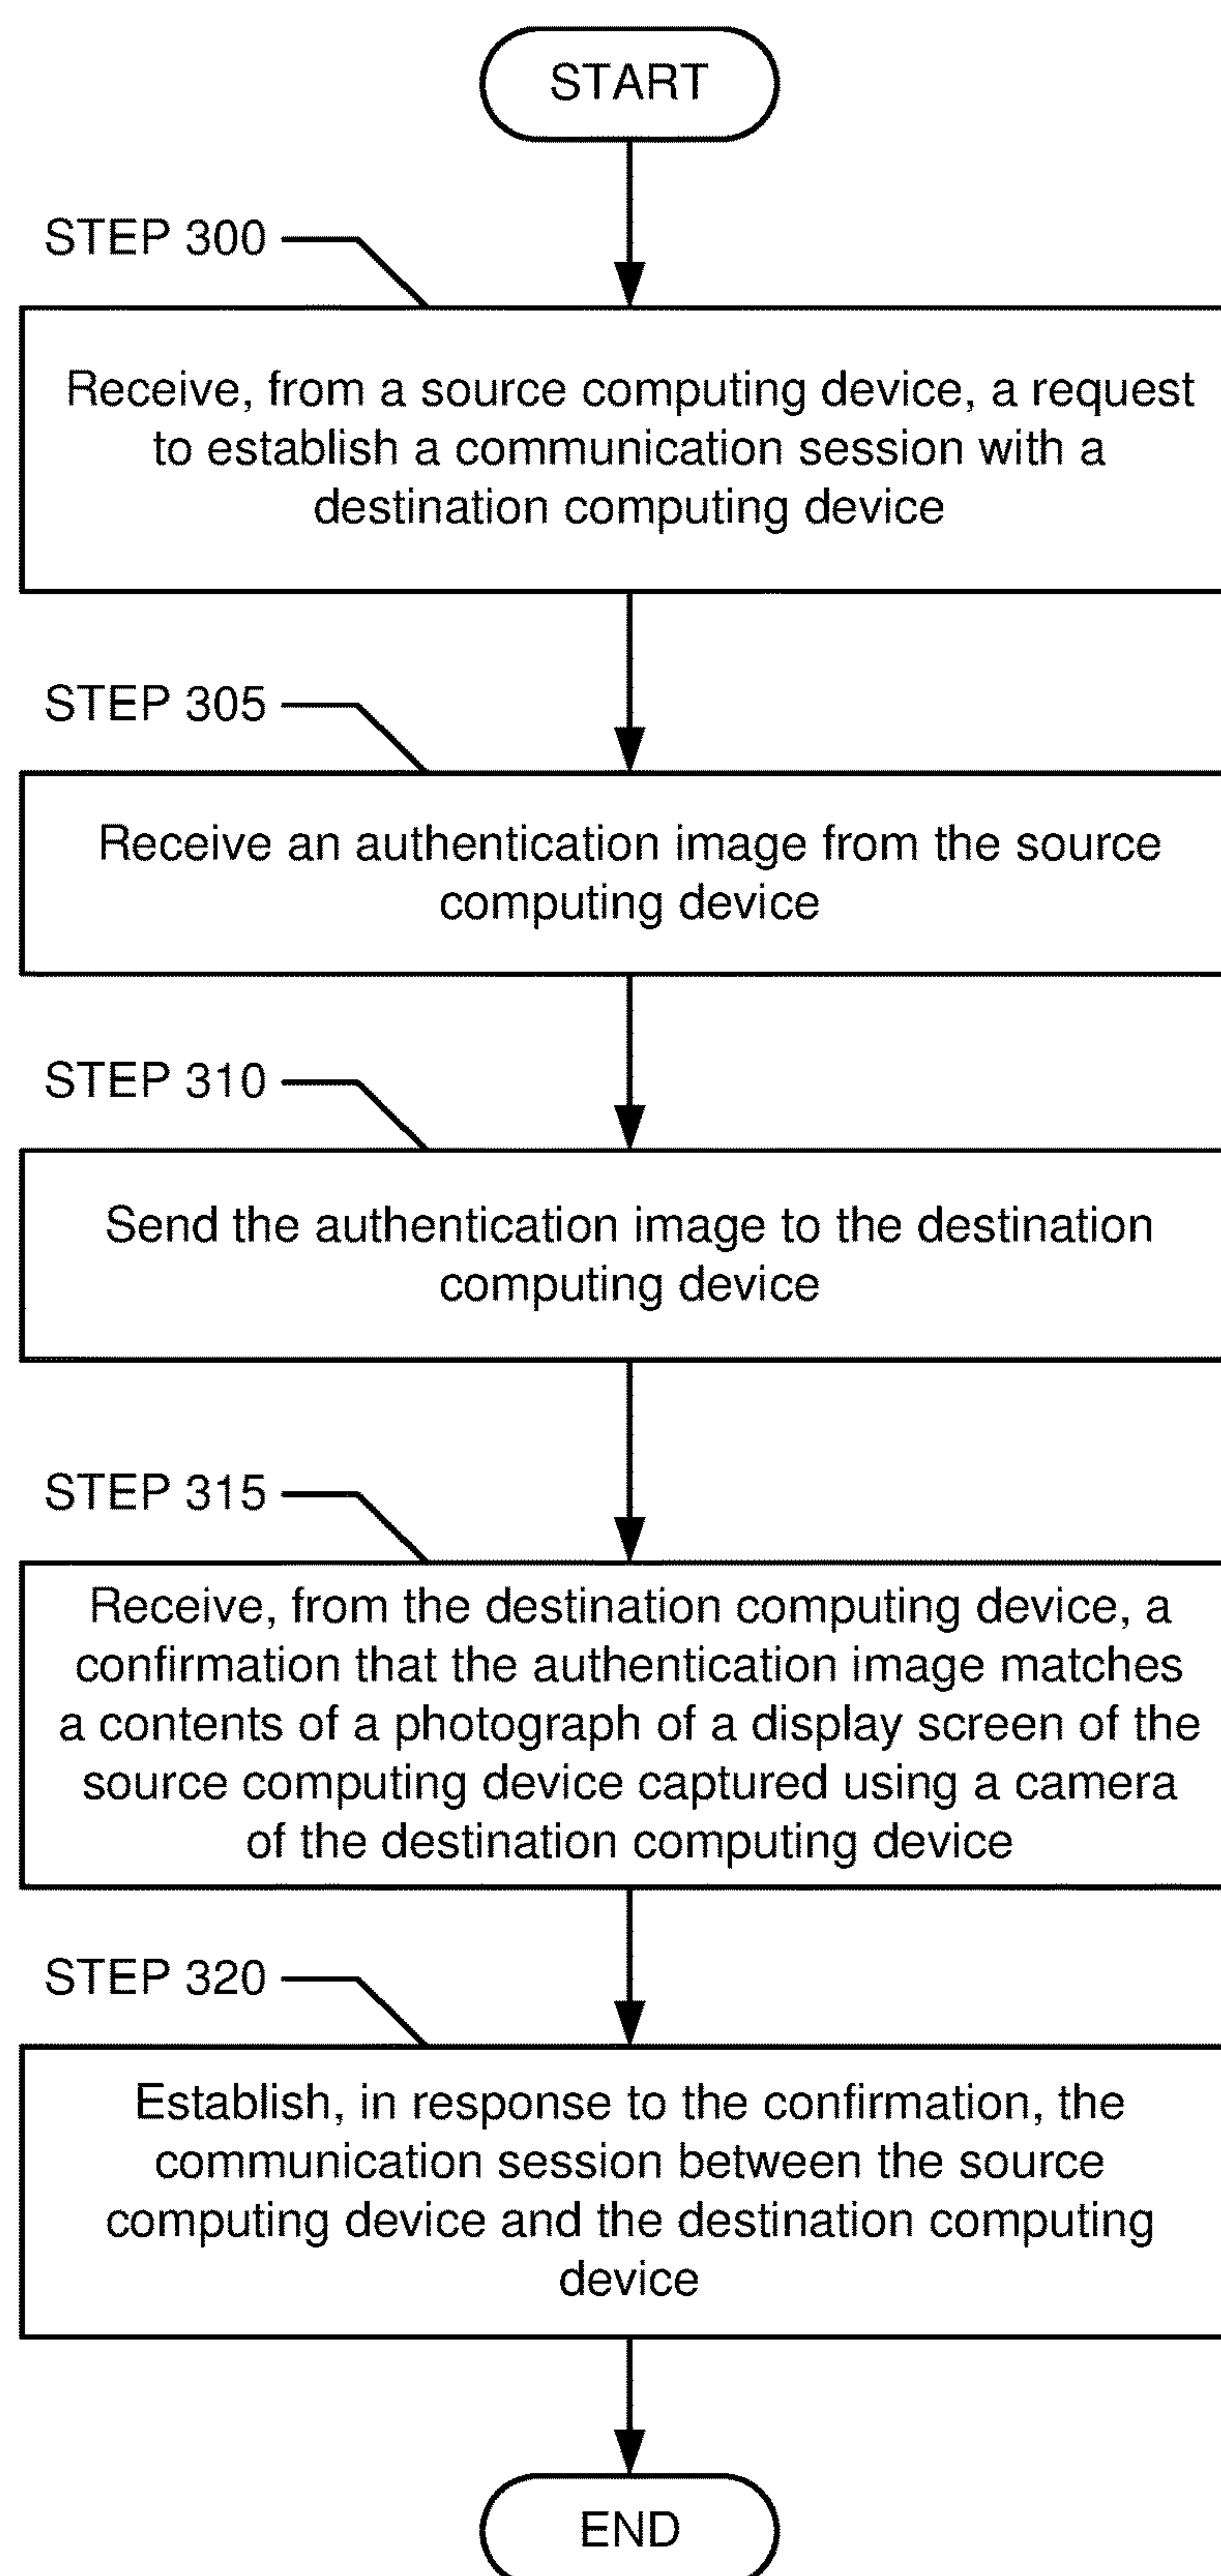 START
STEP 300
Receive, from a source computing device, a request
to establish a communication session with a
destination computing device
STEP 305
Receive an authentication image from the source
computing device
STEP 310
Send the authentication image to the destination
computing device
STEP 315
Receive, from the destination computing device, a
confirmation that the authentication image matches
a contents of a photograph of a display screen of the
source computing device captured using a camera
of the destination computing device
STEP 320
Establish, in response to the confirmation, the
communication session between the source
computing device and the destination computing
device
END